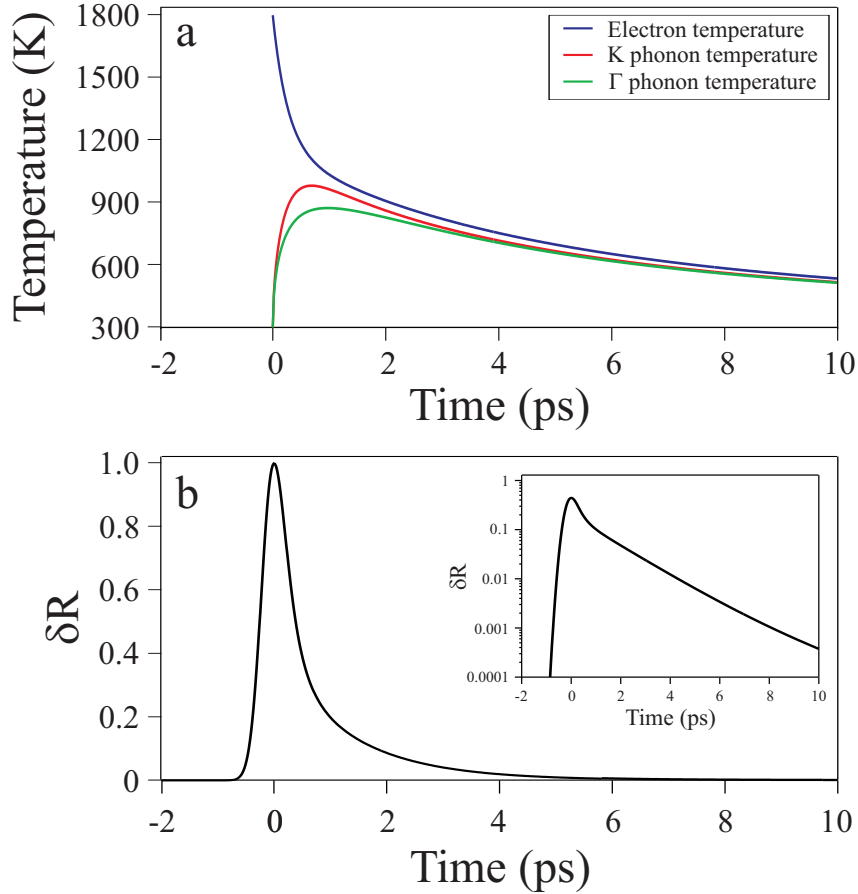 a
Electron temperature
K phonon temperature
Γ phonon temperature
Temperature (K)
1800
1500
1200
900
600
300
-2 0 2 4 6 8 10
Time (ps)
b
δR
1.0
0.8
0.6
0.4
0.2
0
-2 0 2 4 6 8 10
Time (ps)
δR
1
0.1
0.01
0.001
0.0001
-2 0 2 4 6 8 10
Time (ps)